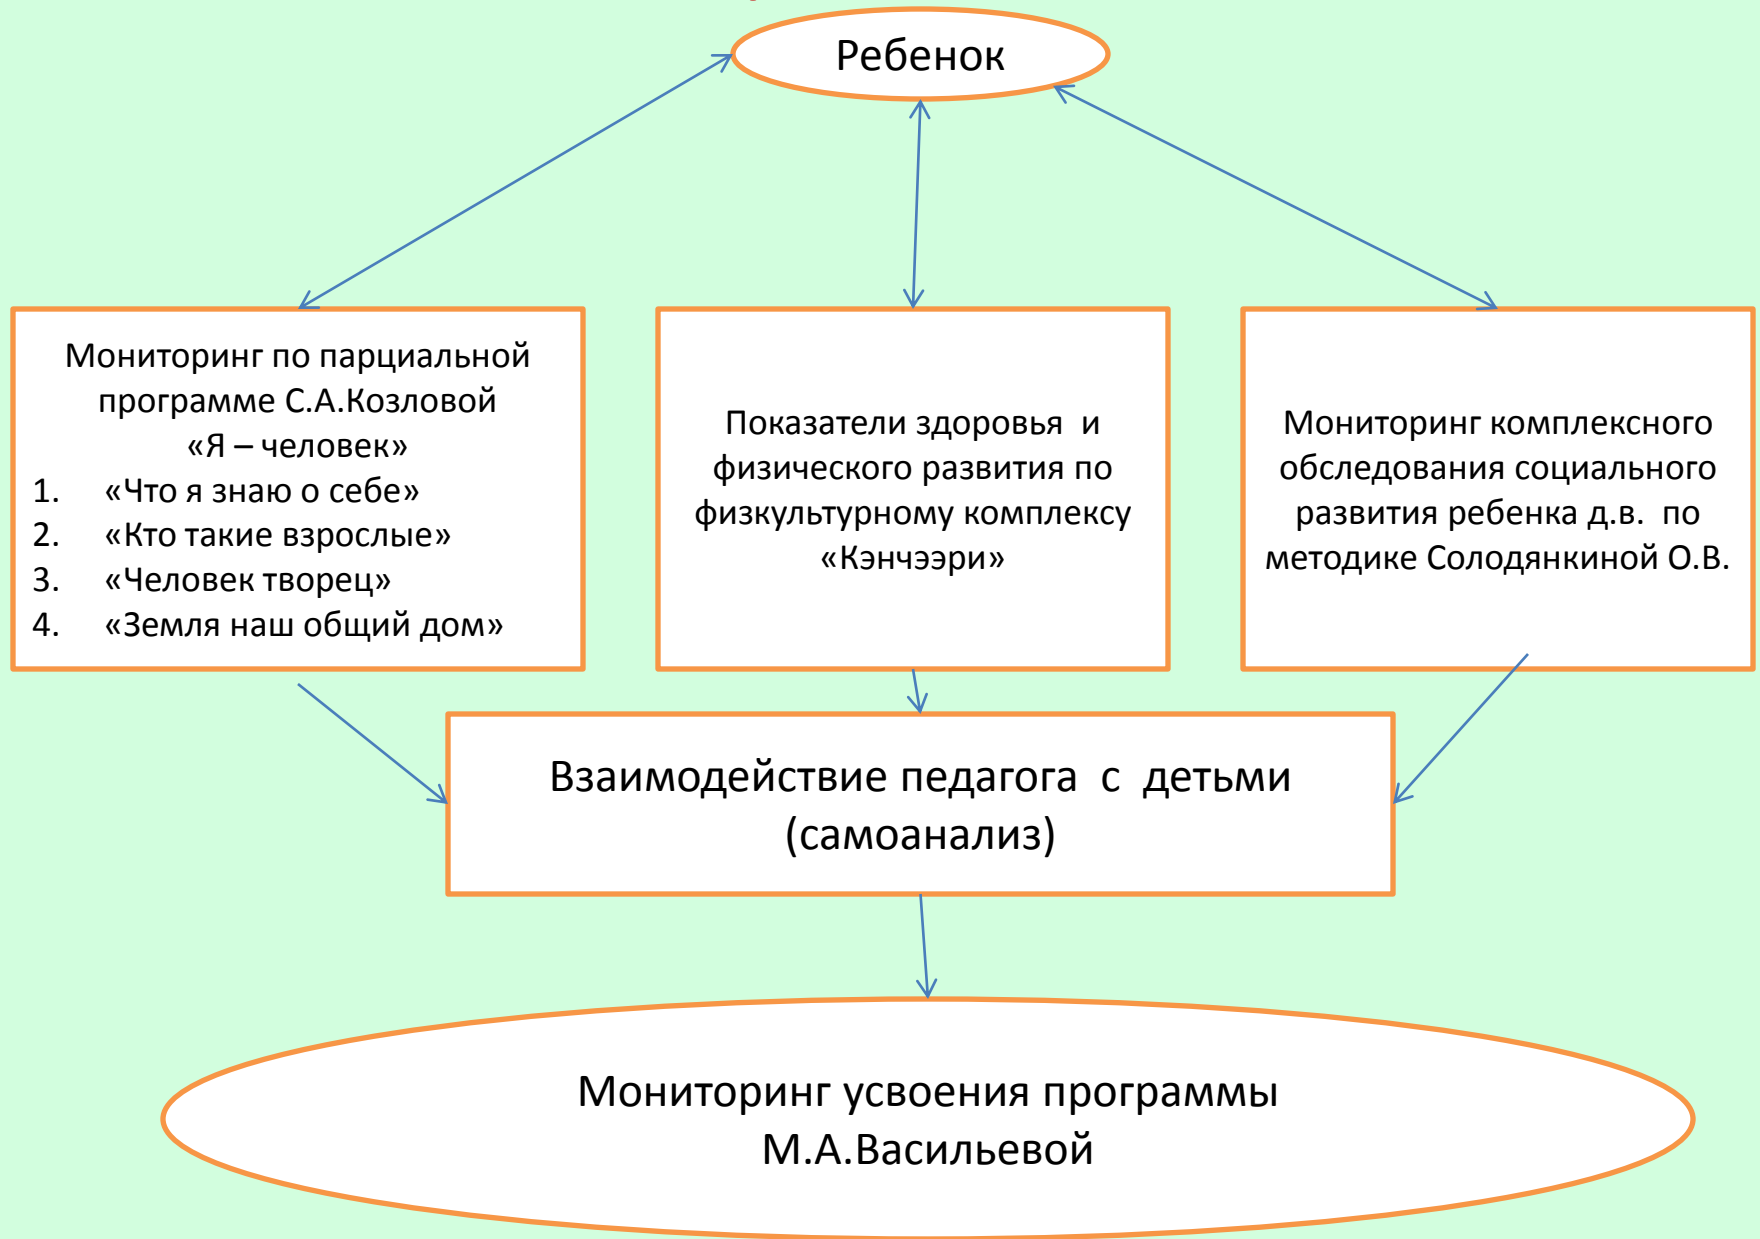 Ребенок
Мониторинг по парциальной
программе С.А.Козловой
«Я – человек»
1. «Что я знаю о себе»
2. «Кто такие взрослые»
3. «Человек творец»
4. «Земля наш общий дом»
Показатели здоровья и
физического развития по
физкультурному комплексу
«Кэнчээри»
Мониторинг комплексного
обследования социального
развития ребенка д.в. по
методике Солодянкиной О.В.
Взаимодействие педагога с детьми
(самоанализ)
Мониторинг усвоения программы
М.А.Васильевой